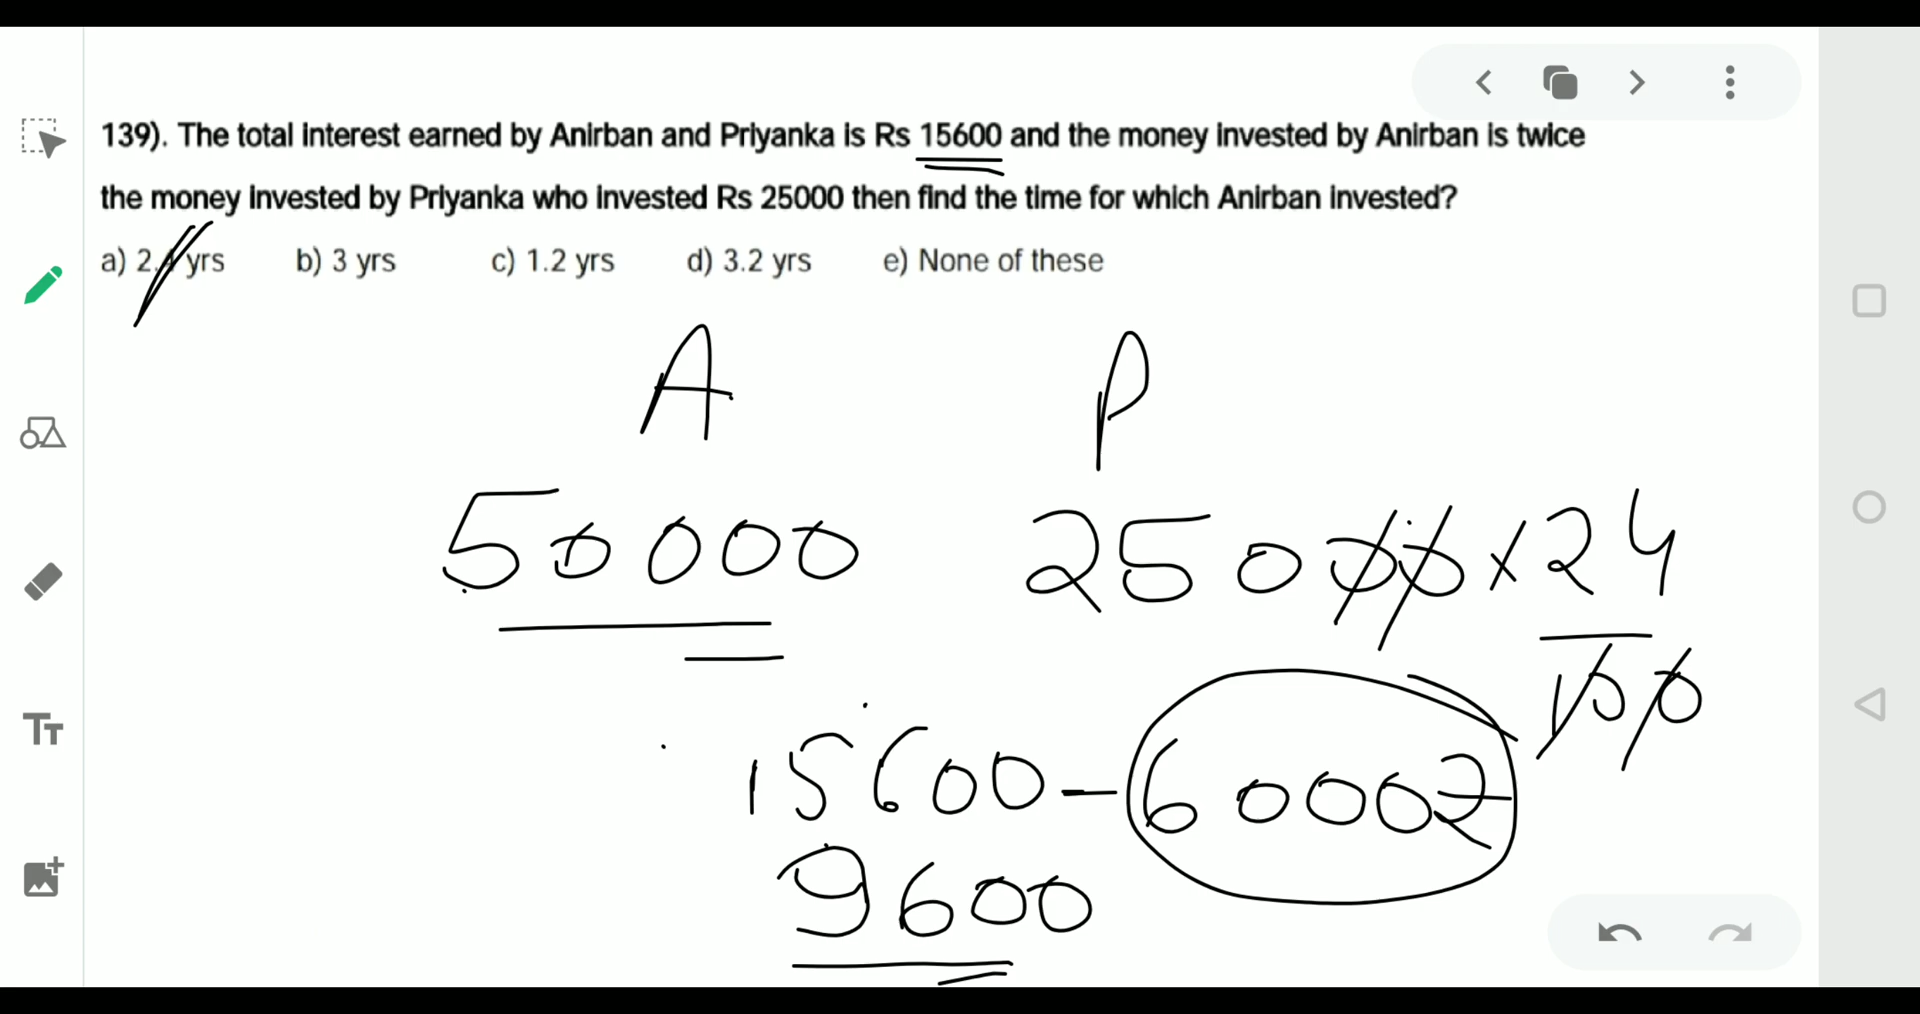 139). The total interest earned by Anirban and Priyanka is Rs 15600 and the money invested by Anirban is twice
the money invested by Priyanka who invested Rs 25000 then find the time for which Anirban invested?
a) 2.4 yrs b) 3 yrs c) 1.2 yrs d) 3.2 yrs e) None of these
A P
50000 25000 × 24
100
15600 - 6000
9600
TT